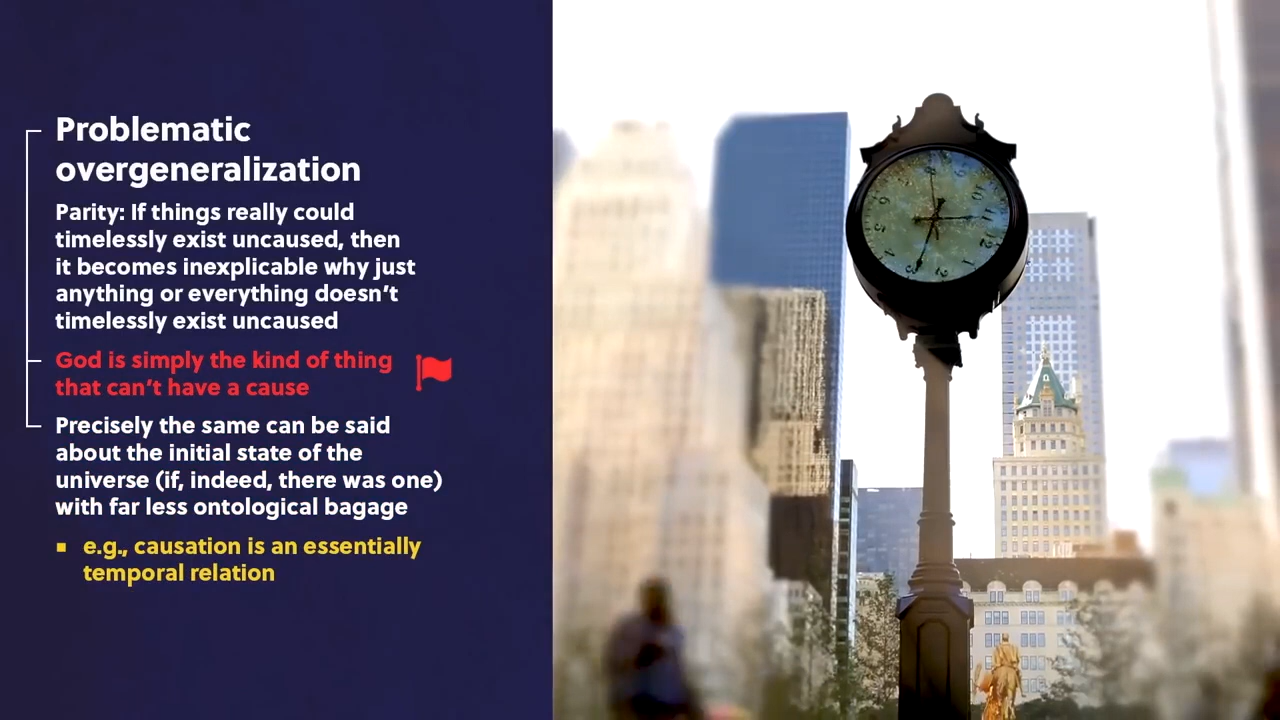 Problematic
overgeneralization
Parity: If things really could
timelessly exist uncaused, then
it becomes inexplicable why just
anything or everything doesn't
timelessly exist uncaused
God is simply the kind of thing
that can't have a cause
Precisely the same can be said
about the initial state of the
universe (if, indeed, there was one)
with far less ontological bagage
e.g., causation is an essentially
temporal relation